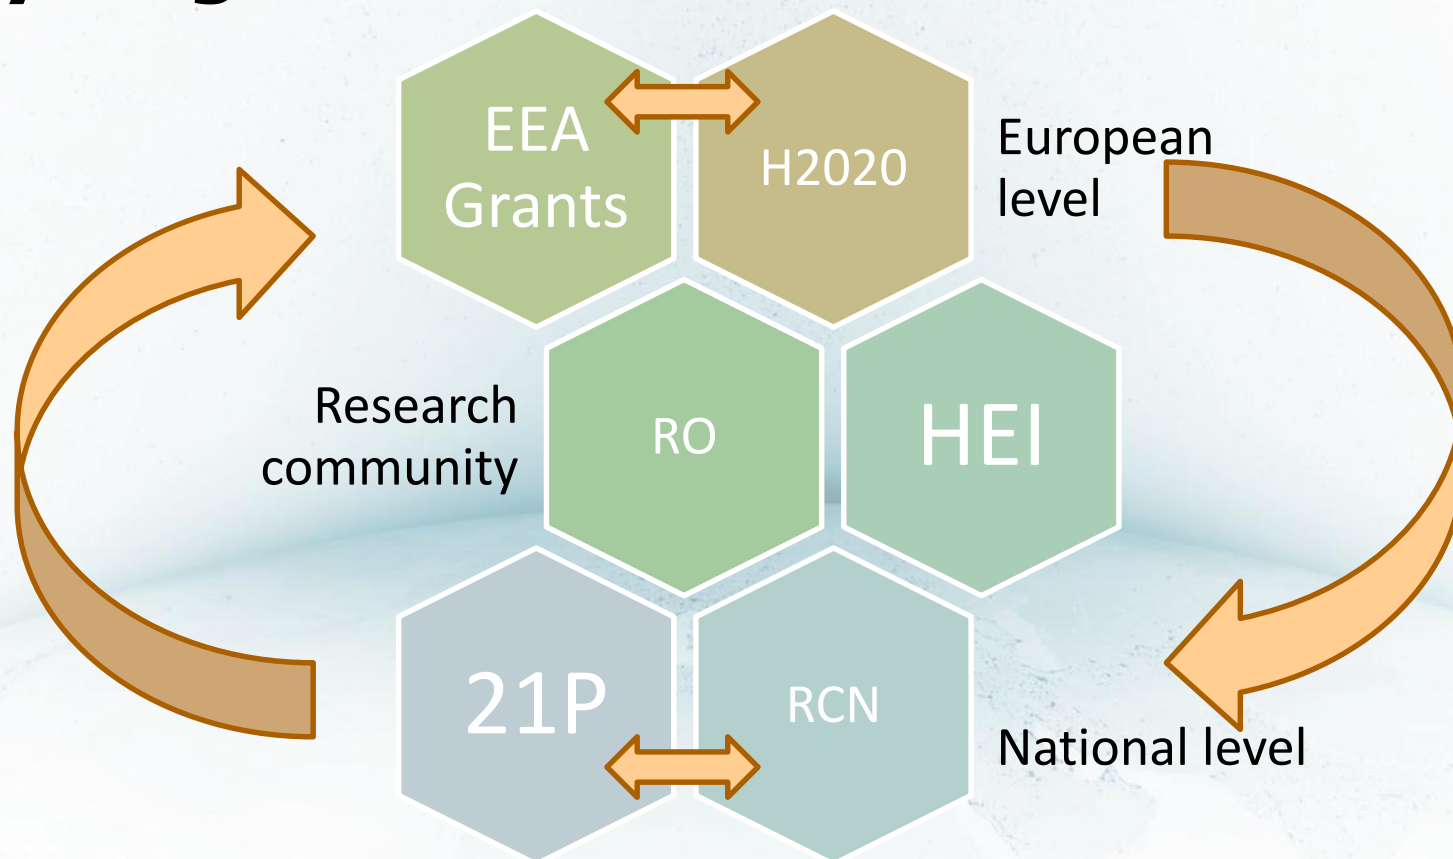 EEA
Grants
H2020
European
level
Research
community
RO
HEI
21P
RCN
National level